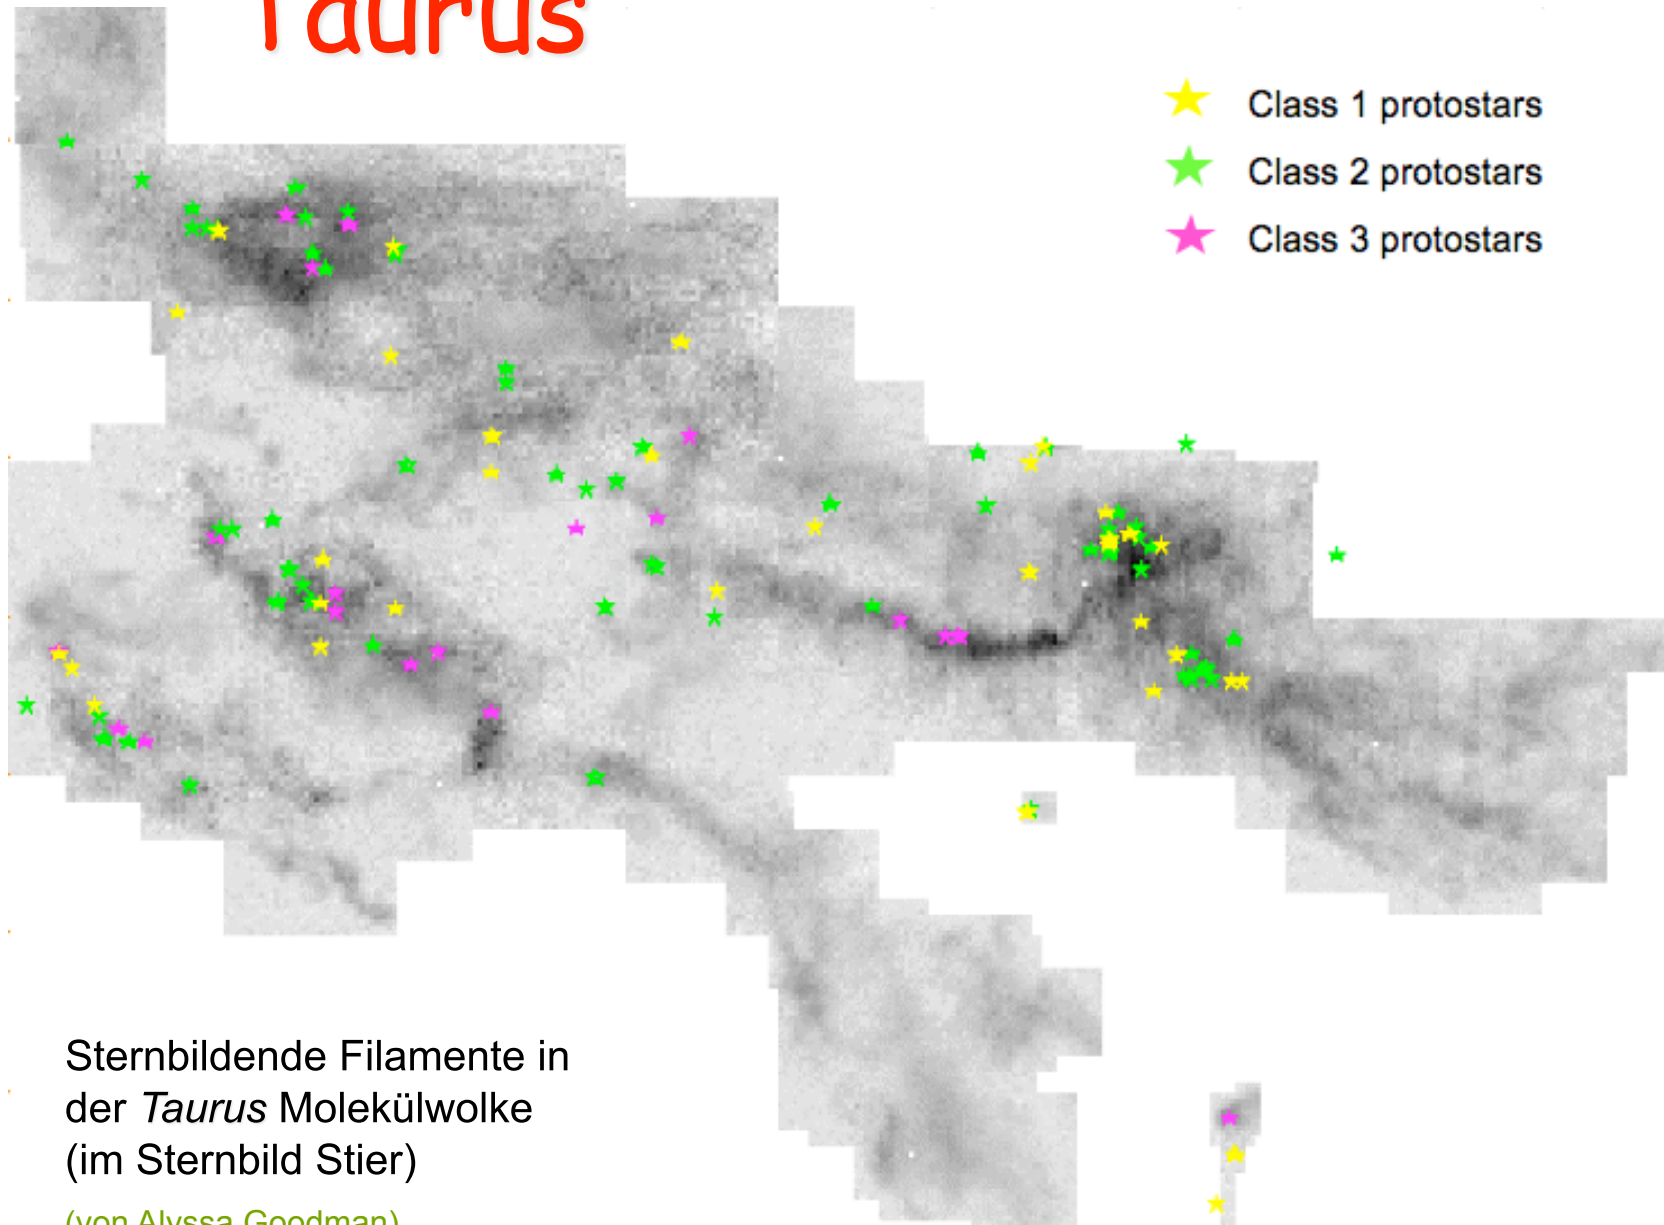 Taurus
Class 1 protostars
Class 2 protostars
Class 3 protostars
Sternbildende Filamente in
der Taurus Molekülwolke
(im Sternbild Stier)
(von Alyssa Goodman)